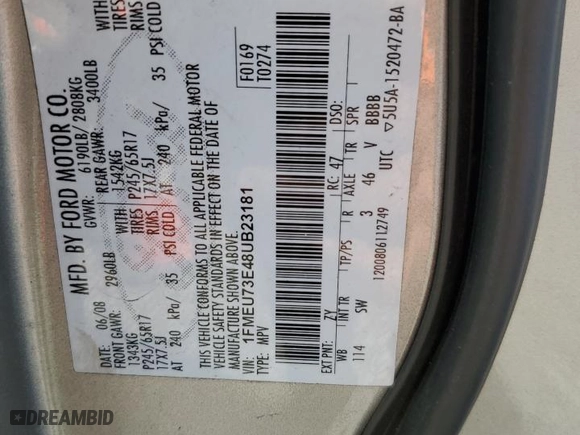 MFD. BY FORD MOTOR CO.
DATE: 06/08 GVWR: 6190LB/ 2808KG
FRONT GAWR: 2960LB REAR GAWR: 3400LB
1343KG 1542KG WITH
P245/65R17 TIRES P245/65R17 TIRES
17X7.5J RIMS 17X7.5J RIMS
AT 240 kPa/ 35 PSI COLD AT 240 kPa/ 35 PSI COLD
THIS VEHICLE CONFORMS TO ALL APPLICABLE FEDERAL MOTOR
VEHICLE SAFETY STANDARDS IN EFFECT ON THE DATE OF
MANUFACTURE SHOWN ABOVE.
VIN: 1FMEU73E48UB23181 F0169
TYPE: MPV T0274
EXT PNT: ZY RC: 47 DSO:
WB INT TR TP/PS R AXLE TR SPR
114 SW 3 46 V BBBB
1200806112749 UTC ▽5U5A-1520472-BA
DREAMBID